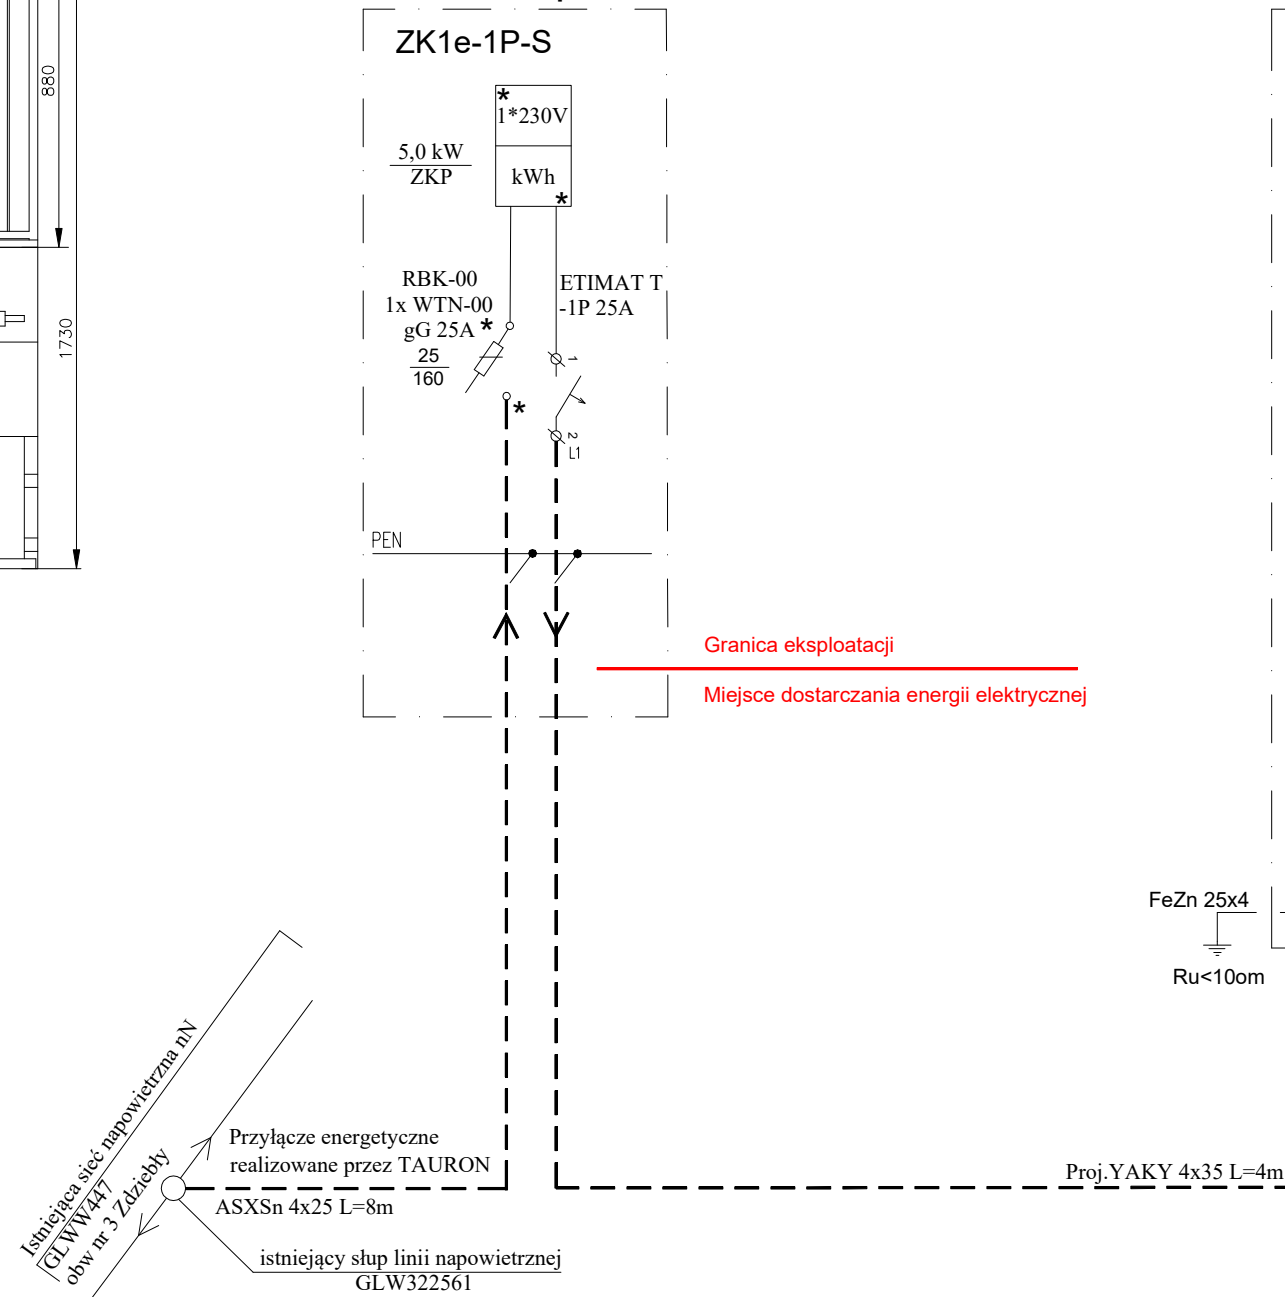 880
1730
ZK1e-1P-S
*
1*230V
kWh
*
5,0 kW
ZKP
RBK-00
1x WTN-00
gG 25A *
25
160
*
ETIMAT T
-1P 25A
1
2
L1
PEN
Granica eksploatacji
Miejsce dostarczania energii elektrycznej
FeZn 25x4
Ru<10om
Istniejąca sieć napowietrzna nN
GLWW447
obw nr 3 Zdziebły
Przyłącze energetyczne
realizowane przez TAURON
ASXSn 4x25 L=8m
istniejący słup linii napowietrznej
GLW322561
Proj.YAKY 4x35 L=4m